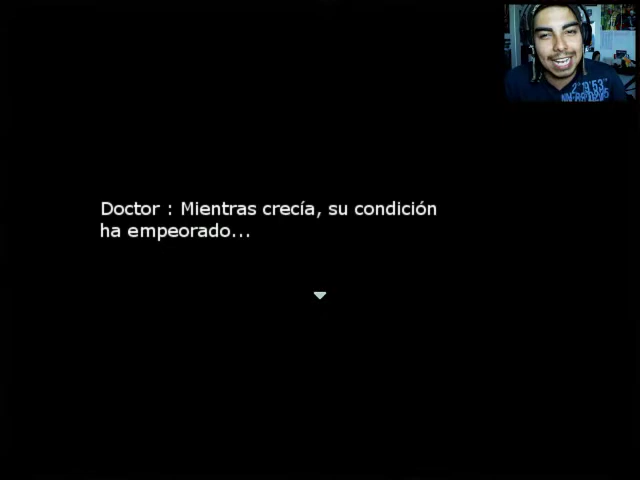 Doctor : Mientras crecía, su condición
ha empeorado...